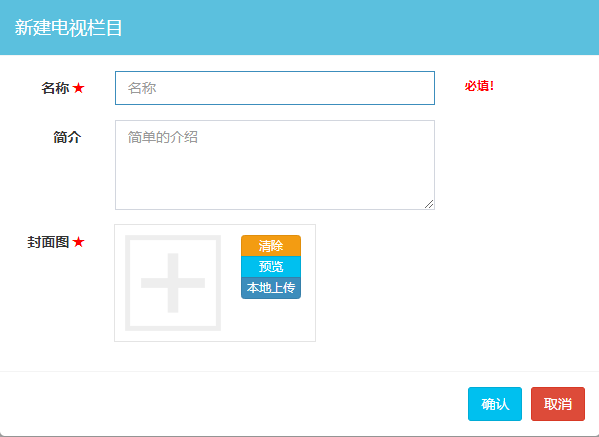 新建电视栏目
名称 ★ 名称 必填!
简介 简单的介绍
封面图 ★
清除
预览
本地上传
确认 取消